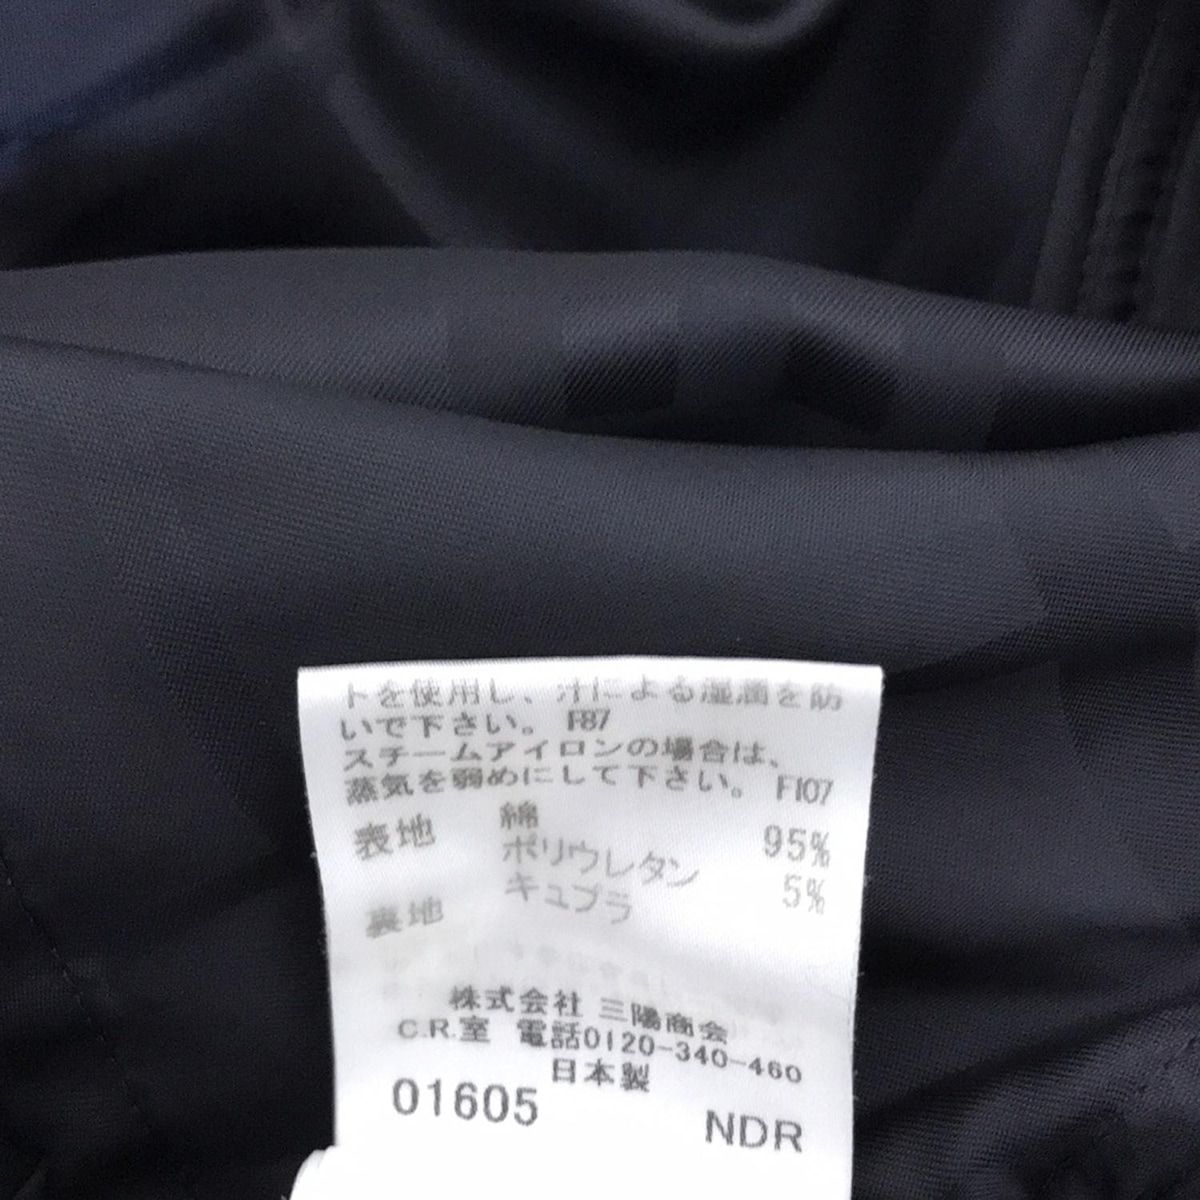 トを使用し、汗による湿潤を防
いで下さい。 F87
スチームアイロンの場合は、
蒸気を弱めにして下さい。 F107
表地 綿 95%
ポリウレタン 5%
裏地 キュプラ
株式会社 三陽商会
C.R.室 電話0120-340-460
日本製
01605 NDR